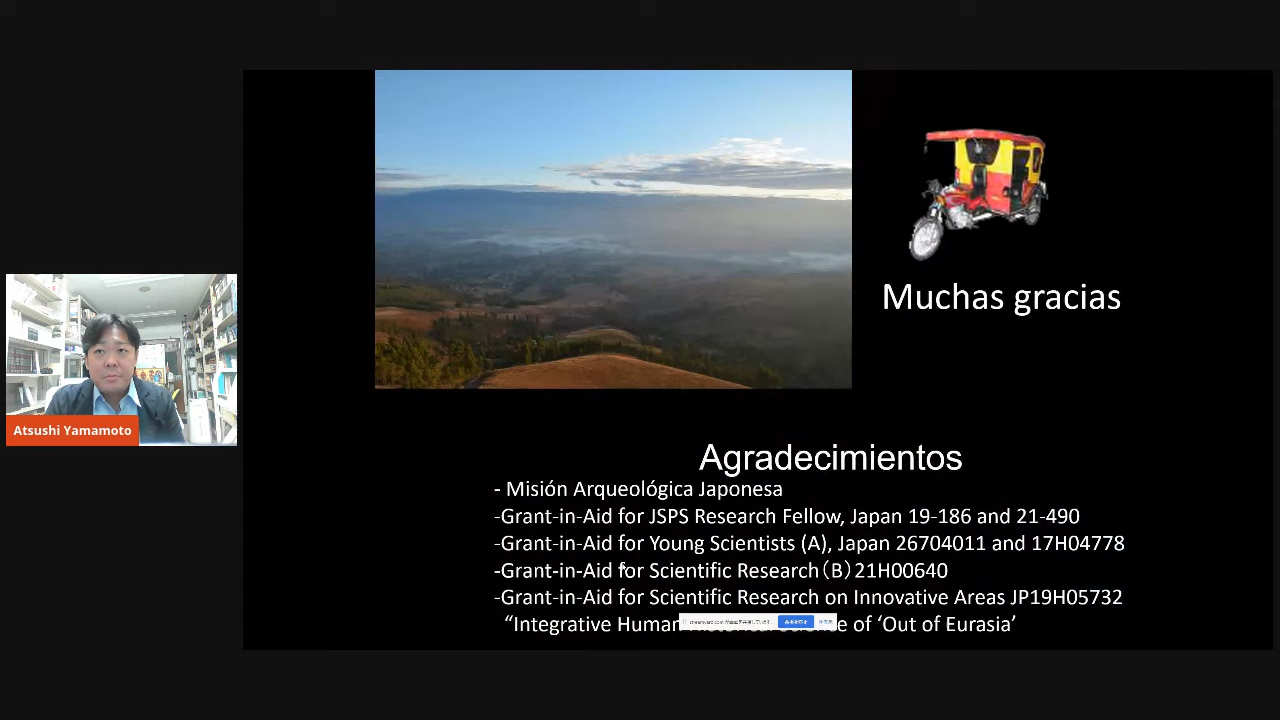 Muchas gracias
Atsushi Yamamoto
Agradecimientos
- Misión Arqueológica Japonesa
-Grant-in-Aid for JSPS Research Fellow, Japan 19-186 and 21-490
-Grant-in-Aid for Young Scientists (A), Japan 26704011 and 17H04778
-Grant-in-Aid for Scientific Research（B）21H00640
-Grant-in-Aid for Scientific Research on Innovative Areas JP19H05732
“Integrative Human of ‘Out of Eurasia’